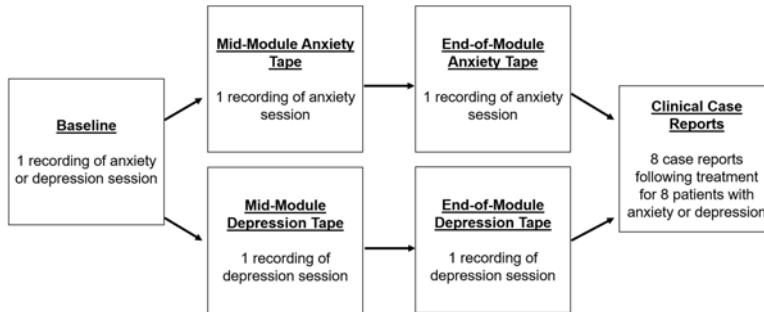 Baseline
1 recording of anxiety
or depression session
Mid-Module Anxiety
Tape
1 recording of anxiety
session
End-of-Module
Anxiety Tape
1 recording of anxiety
session
Mid-Module
Depression Tape
1 recording of
depression session
End-of-Module
Depression Tape
1 recording of
depression session
Clinical Case
Reports
8 case reports
following treatment
for 8 patients with
anxiety or depression